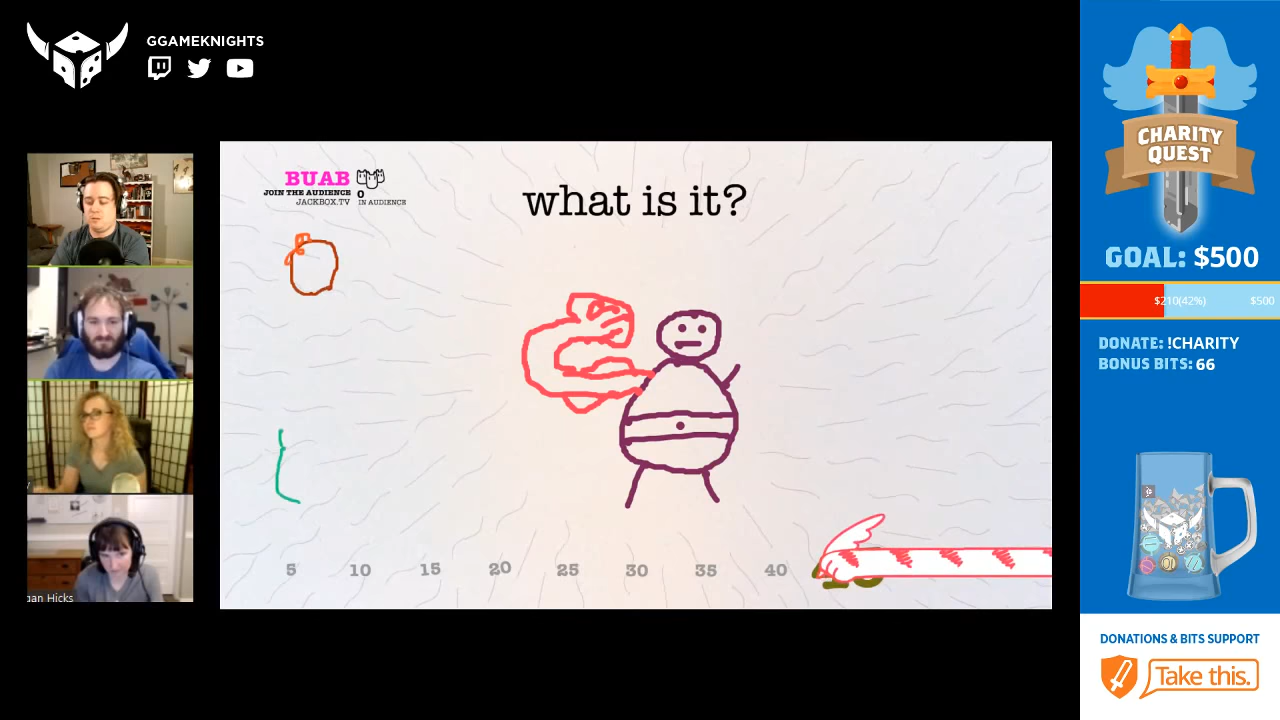 GGAMEKNIGHTS
BUAB
JOIN THE AUDIENCE
JACKBOX.TV
0
IN AUDIENCE
what is it?
5 10 15 20 25 30 35 40
gan Hicks
CHARITY
QUEST
GOAL: $500
$210(42%) $500
DONATE: !CHARITY
BONUS BITS: 66
DONATIONS & BITS SUPPORT
Take this.